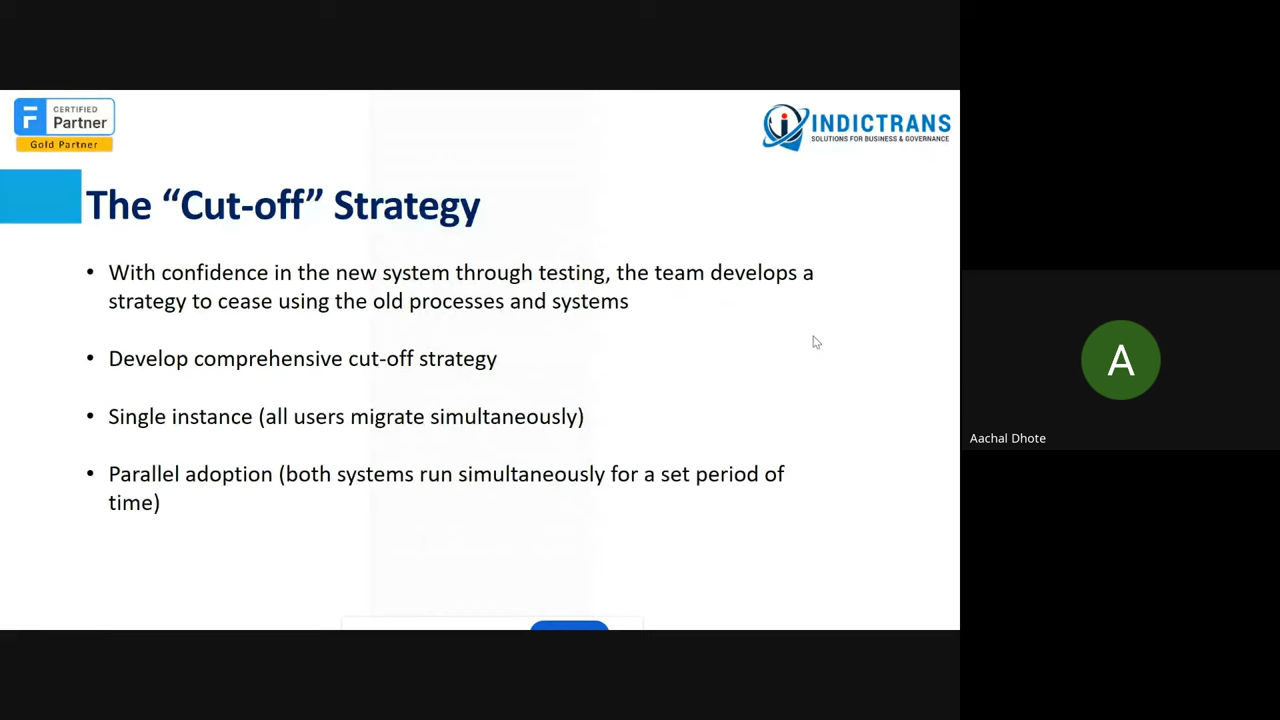 F
CERTIFIED
Partner
Gold Partner
i
INDICTRANS
SOLUTIONS FOR BUSINESS & GOVERNANCE
The “Cut-off” Strategy
• With confidence in the new system through testing, the team develops a
strategy to cease using the old processes and systems
• Develop comprehensive cut-off strategy
• Single instance (all users migrate simultaneously)
• Parallel adoption (both systems run simultaneously for a set period of
time)
A
Aachal Dhote